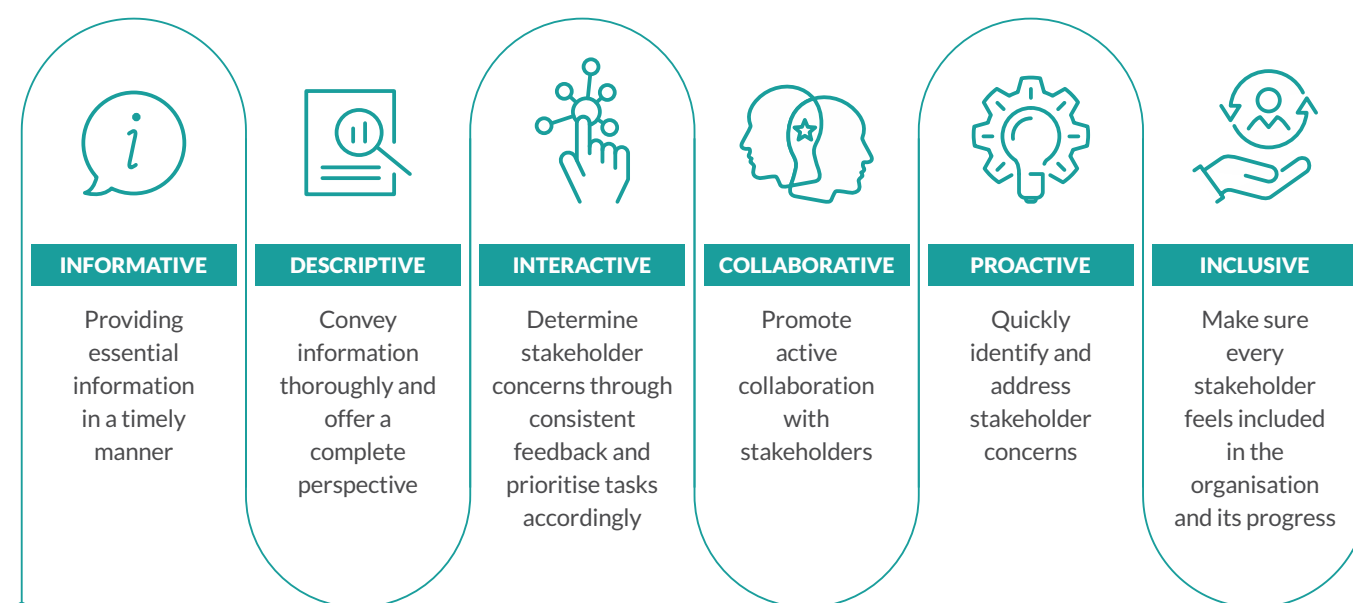 i
INFORMATIVE
Providing
essential
information
in a timely
manner
DESCRIPTIVE
Convey
information
thoroughly and
offer a
complete
perspective
INTERACTIVE
Determine
stakeholder
concerns through
consistent
feedback and
prioritise tasks
accordingly
COLLABORATIVE
Promote
active
collaboration
with
stakeholders
PROACTIVE
Quickly
identify and
address
stakeholder
concerns
INCLUSIVE
Make sure
every
stakeholder
feels included
in the
organisation
and its progress